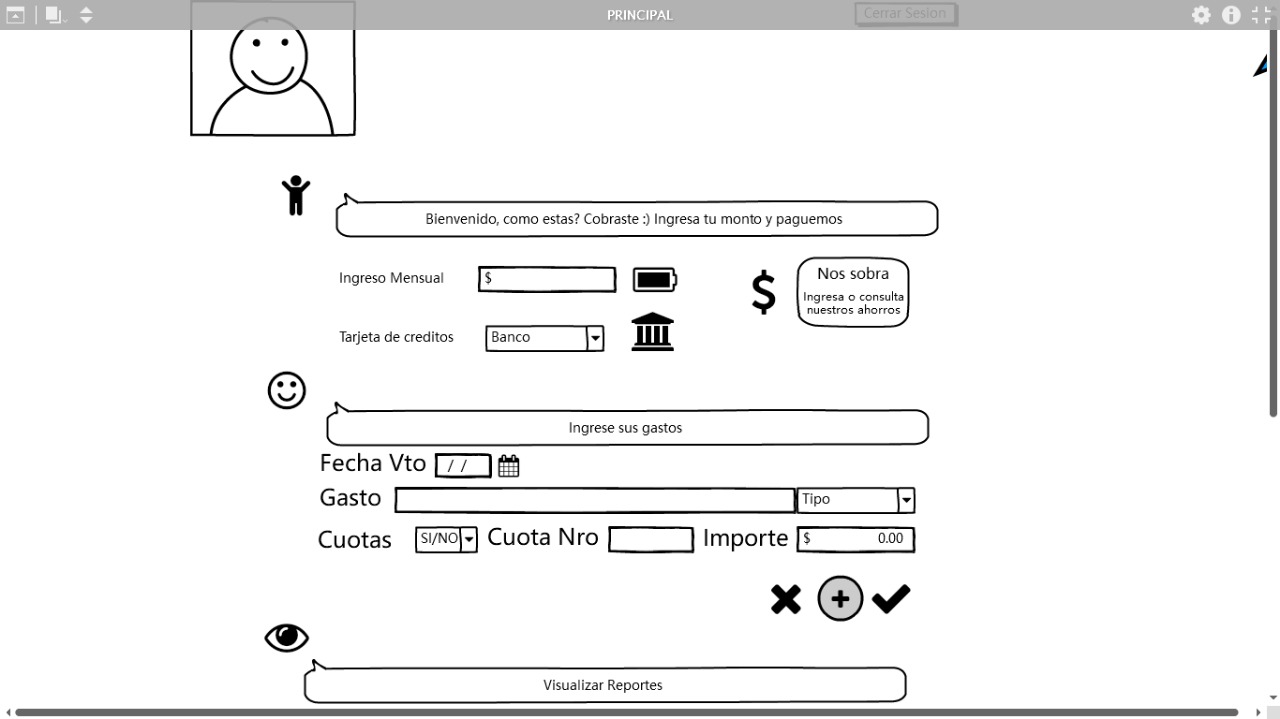 PRINCIPAL
Cerrar Sesion
Bienvenido, como estas? Cobraste :) Ingresa tu monto y paguemos
Ingreso Mensual $
Nos sobra
Ingresa o consulta
nuestros ahorros
Tarjeta de creditos Banco
Ingrese sus gastos
Fecha Vto / /
Gasto Tipo
Cuotas SI/NO Cuota Nro Importe $ 0.00
Visualizar Reportes